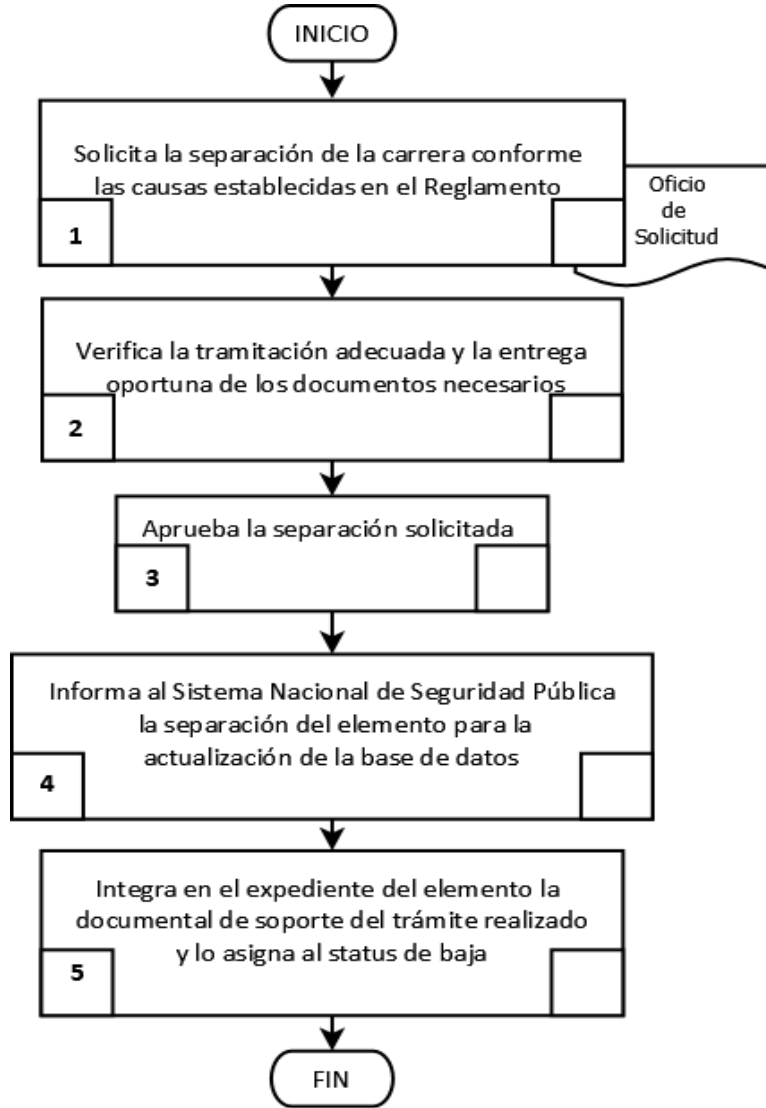 INICIO
Solicita la separación de la carrera conforme
las causas establecidas en el Reglamento
1
Oficio
de
Solicitud
Verifica la tramitación adecuada y la entrega
oportuna de los documentos necesarios
2
Aprueba la separación solicitada
3
Informa al Sistema Nacional de Seguridad Pública
la separación del elemento para la
actualización de la base de datos
4
Integra en el expediente del elemento la
documental de soporte del trámite realizado
y lo asigna al status de baja
5
FIN